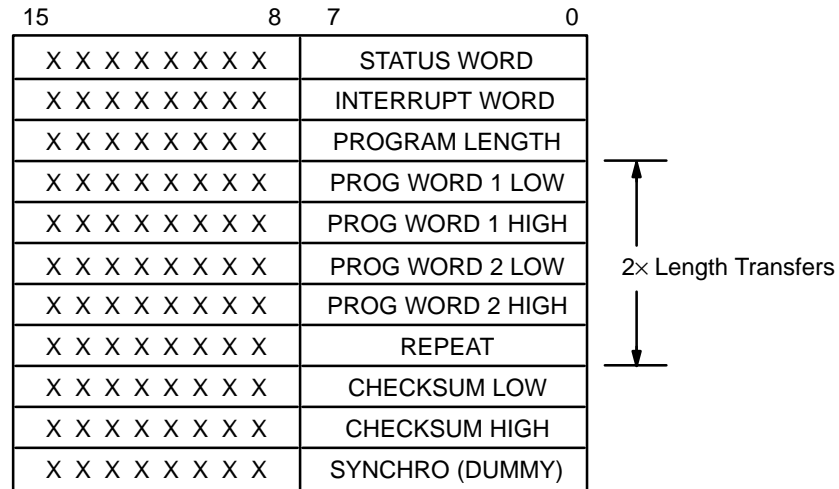 15 8 7 0
X X X X X X X X STATUS WORD
X X X X X X X X INTERRUPT WORD
X X X X X X X X PROGRAM LENGTH
X X X X X X X X PROG WORD 1 LOW
X X X X X X X X PROG WORD 1 HIGH
X X X X X X X X PROG WORD 2 LOW
2× Length Transfers
X X X X X X X X PROG WORD 2 HIGH
X X X X X X X X REPEAT
X X X X X X X X CHECKSUM LOW
X X X X X X X X CHECKSUM HIGH
X X X X X X X X SYNCHRO (DUMMY)